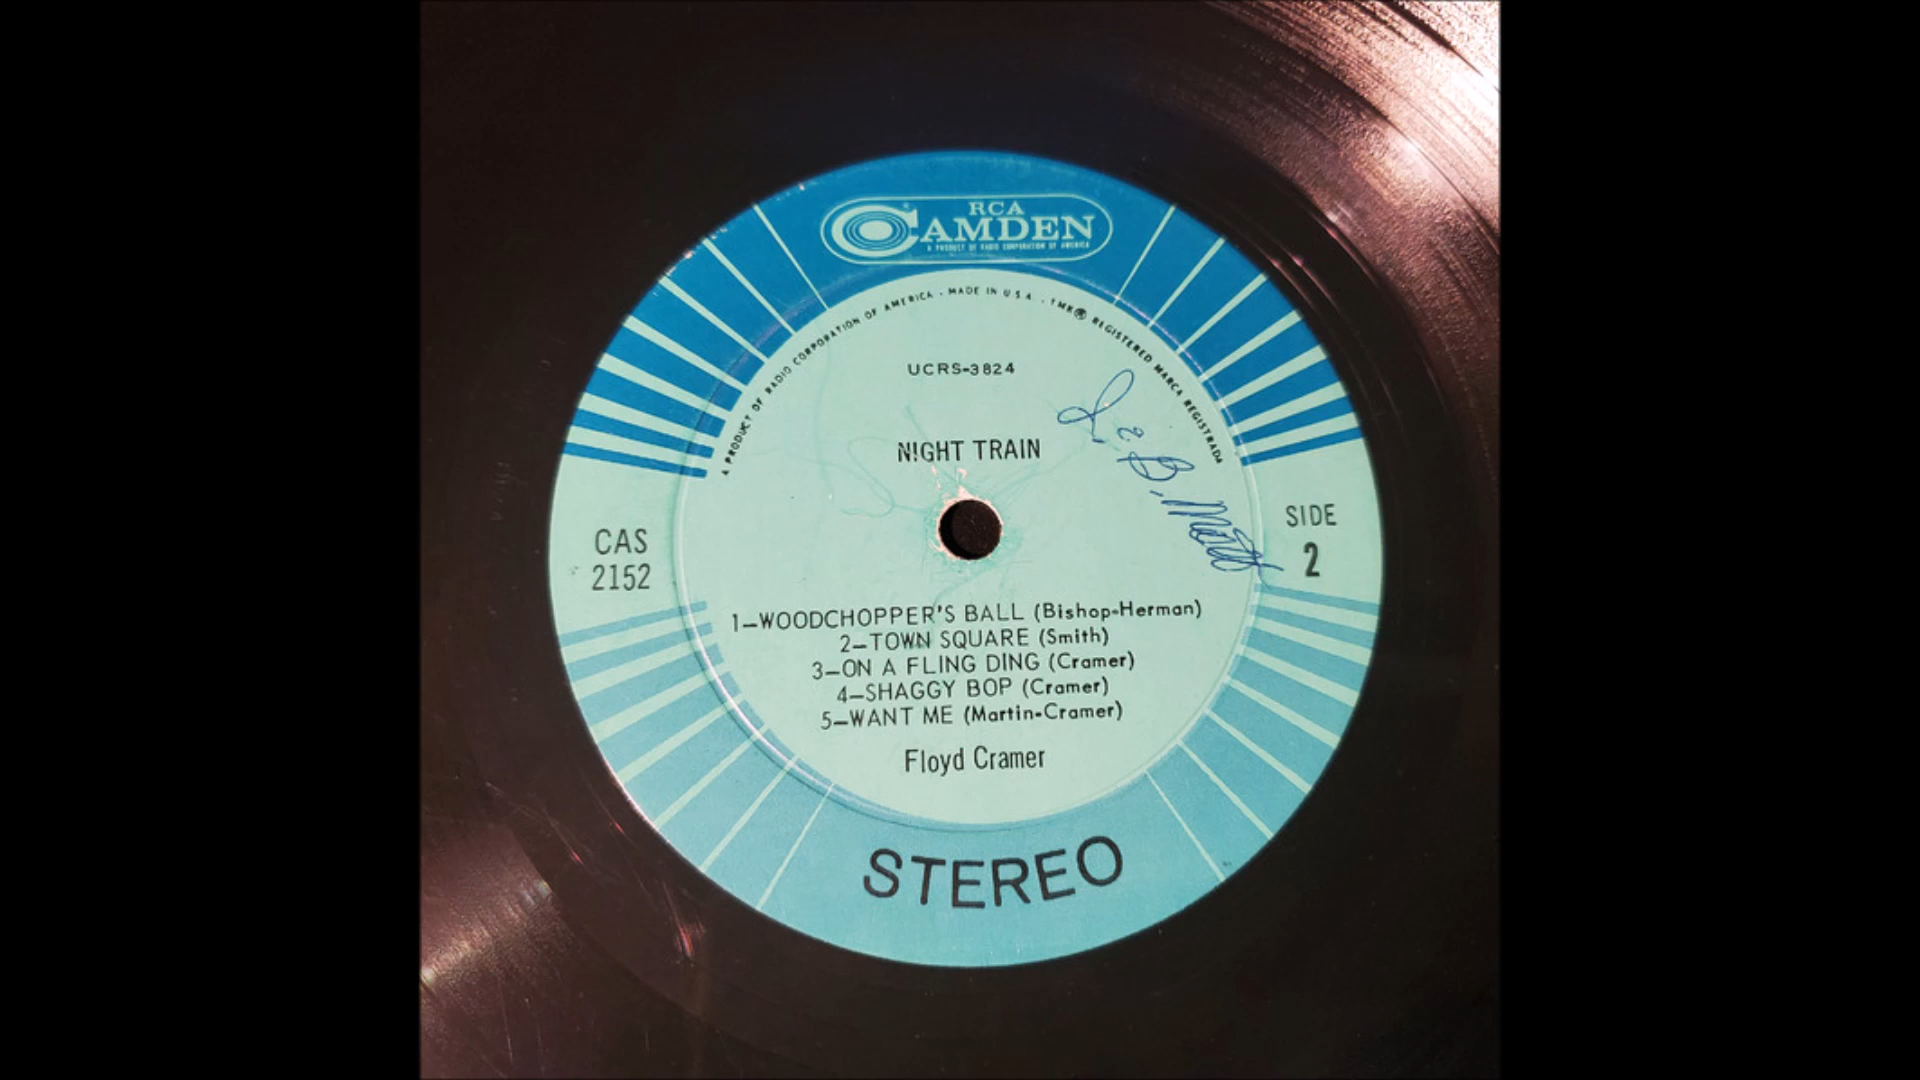 RCA
CAMDEN
A PRODUCT OF RADIO CORPORATION OF AMERICA
A PRODUCT OF RADIO CORPORATION OF AMERICA - MADE IN U S A - TMK® REGISTERED MARCA REGISTRADA
UCRS-3824
NIGHT TRAIN
CAS
2152
SIDE
2
1—WOODCHOPPER'S BALL (Bishop-Herman)
2—TOWN SQUARE (Smith)
3—ON A FLING DING (Cramer)
4—SHAGGY BOP (Cramer)
5—WANT ME (Martin-Cramer)
Floyd Cramer
STEREO